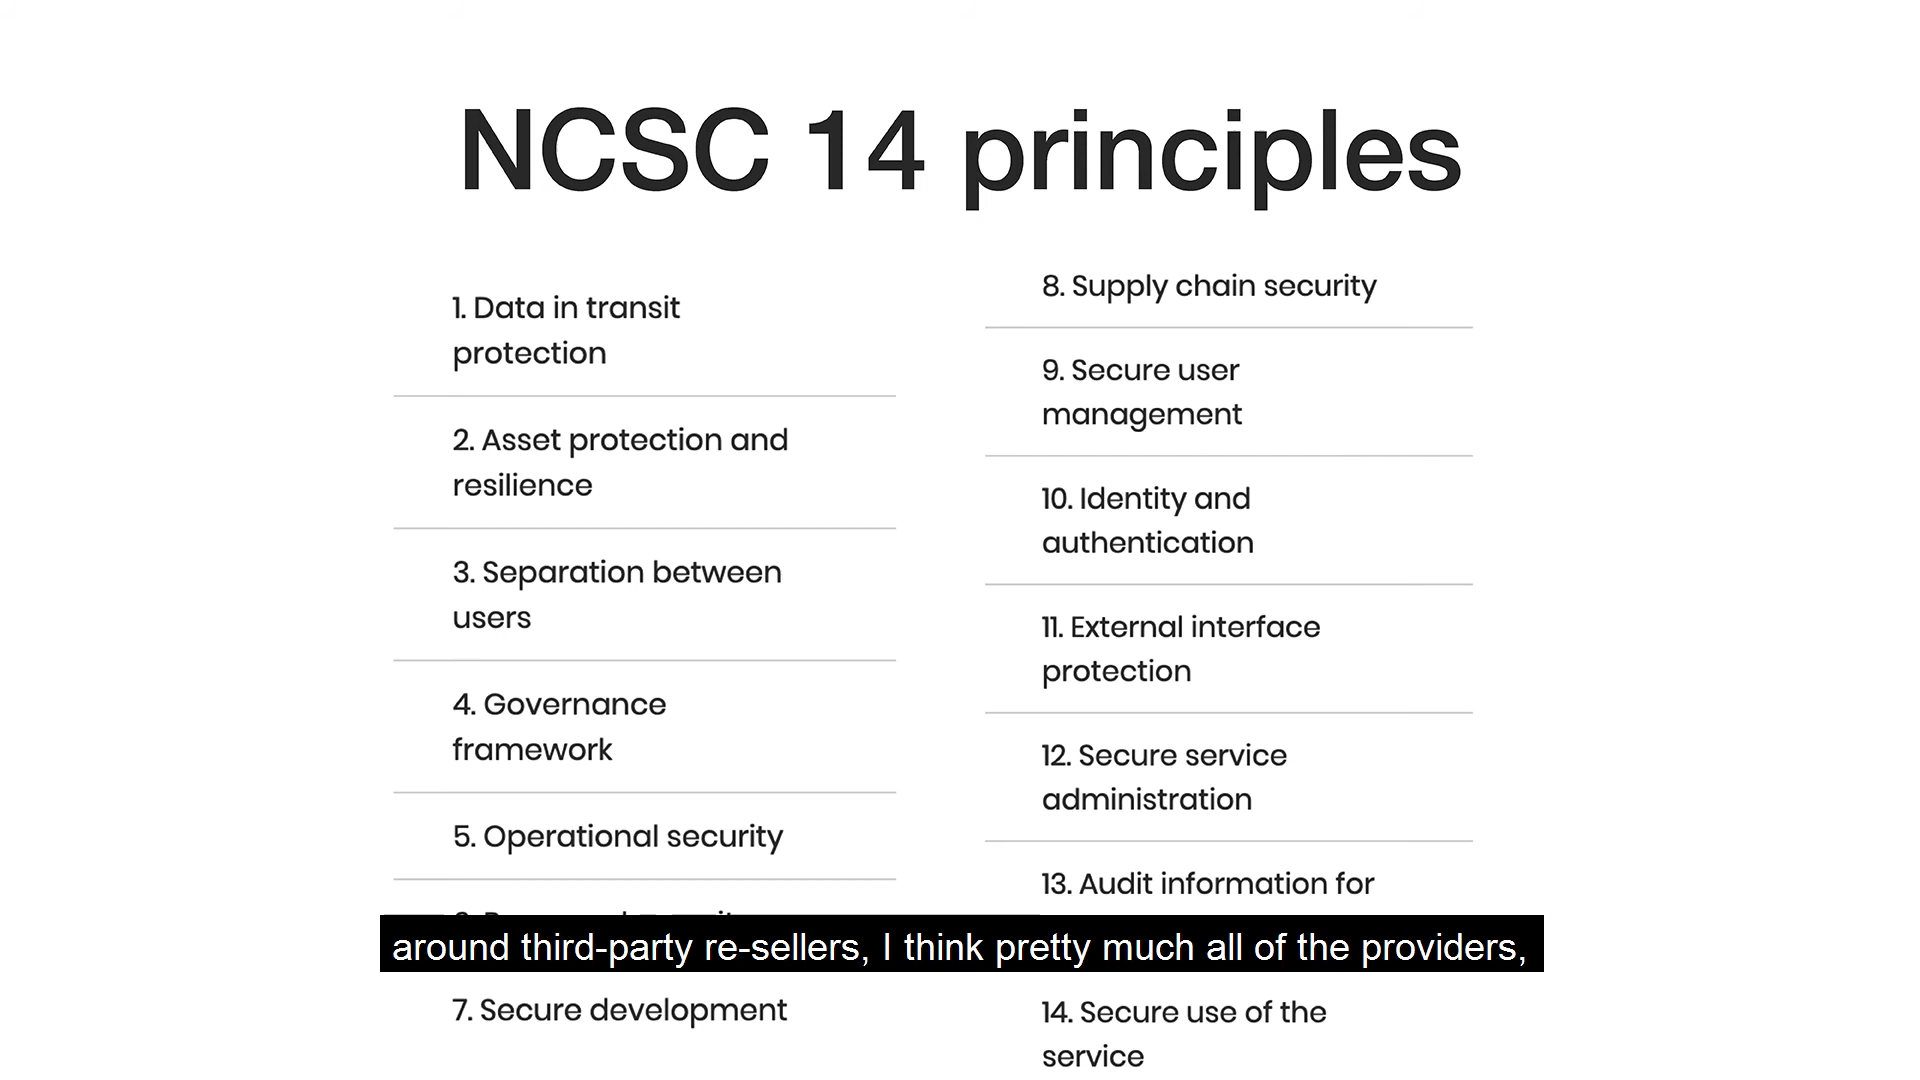 NCSC 14 principles
1. Data in transit
protection
2. Asset protection and
resilience
3. Separation between
users
4. Governance
framework
5. Operational security
7. Secure development
8. Supply chain security
9. Secure user
management
10. Identity and
authentication
11. External interface
protection
12. Secure service
administration
13. Audit information for
14. Secure use of the
service
around third-party re-sellers, I think pretty much all of the providers,